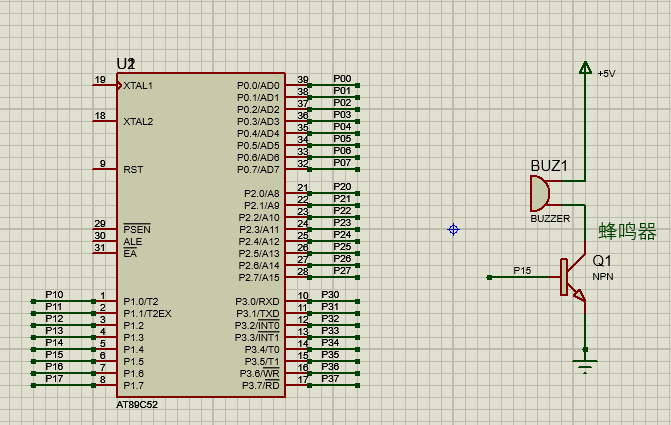 U2
19 XTAL1
18 XTAL2
9 RST
29 PSEN
30 ALE
31 EA
P10 1 P1.0/T2
P11 2 P1.1/T2EX
P12 3 P1.2
P13 4 P1.3
P14 5 P1.4
P15 6 P1.5
P16 7 P1.6
P17 8 P1.7
P0.0/AD0 39 P00
P0.1/AD1 38 P01
P0.2/AD2 37 P02
P0.3/AD3 36 P03
P0.4/AD4 35 P04
P0.5/AD5 34 P05
P0.6/AD6 33 P06
P0.7/AD7 32 P07
P2.0/A8 21 P20
P2.1/A9 22 P21
P2.2/A10 23 P22
P2.3/A11 24 P23
P2.4/A12 25 P24
P2.5/A13 26 P25
P2.6/A14 27 P26
P2.7/A15 28 P27
P3.0/RXD 10 P30
P3.1/TXD 11 P31
P3.2/INT0 12 P32
P3.3/INT1 13 P33
P3.4/T0 14 P34
P3.5/T1 15 P35
P3.6/WR 16 P36
P3.7/RD 17 P37
AT89C52
+5V
BUZ1
BUZZER
蜂鸣器
Q1
NPN
P15